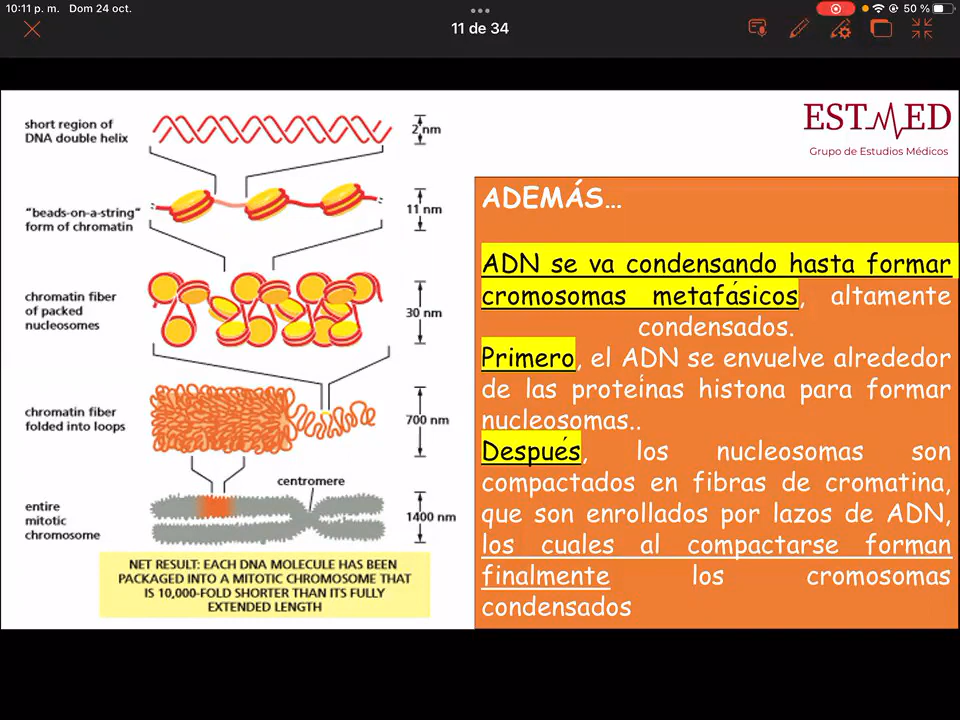 10:11 p. m. Dom 24 oct.
50 %
11 de 34
short region of
DNA double helix
2 nm
"beads-on-a-string"
form of chromatin
11 nm
chromatin fiber
of packed
nucleosomes
30 nm
chromatin fiber
folded into loops
700 nm
centromere
entire
mitotic
chromosome
1400 nm
NET RESULT: EACH DNA MOLECULE HAS BEEN
PACKAGED INTO A MITOTIC CHROMOSOME THAT
IS 10,000-FOLD SHORTER THAN ITS FULLY
EXTENDED LENGTH
ESTMED
Grupo de Estudios Médicos
ADEMÁS...
ADN se va condensando hasta formar
cromosomas metafásicos, altamente
condensados.
Primero, el ADN se envuelve alrededor
de las proteínas histona para formar
nucleosomas..
Después, los nucleosomas son
compactados en fibras de cromatina,
que son enrollados por lazos de ADN,
los cuales al compactarse forman
finalmente los cromosomas
condensados